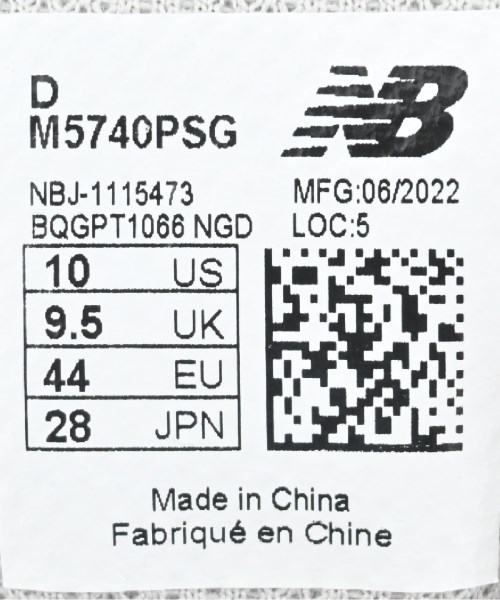 D
M5740PSG
NB
NBJ-1115473
MFG:06/2022
BQGPT1066 NGD
LOC:5
10 US
9.5 UK
44 EU
28 JPN
Made in China
Fabriqué en Chine